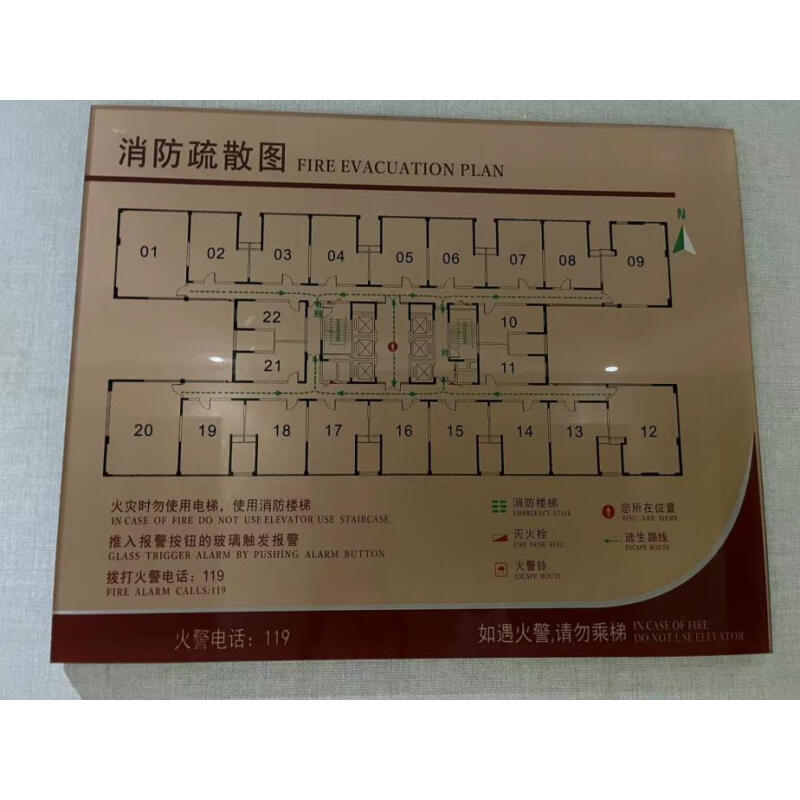 消防疏散图 FIRE EVACUATION PLAN
N
01 02 03 04 05 06 07 08 09
22 10
21 11
20 19 18 17 16 15 14 13 12
火灾时勿使用电梯，使用消防楼梯
IN CASE OF FIRE DO NOT USE ELEVATOR USE STAIRCASE
推入报警按钮的玻璃触发报警
GLASS TRIGGER ALARM BY PUSHING ALARM BUTTON
拨打火警电话：119
FIRE ALARM CALLS:119
消防楼梯
EMERGENCY STAIR
您所在位置
YOU ARE HERE
灭火栓
FIRE HOSE REEL
逃生路线
ESCAPE ROUTE
火警铃
ESCAPE ROUTE
火警电话：119
如遇火警,请勿乘梯
IN CASE OF FIRE
DO NOT USE ELEVATOR